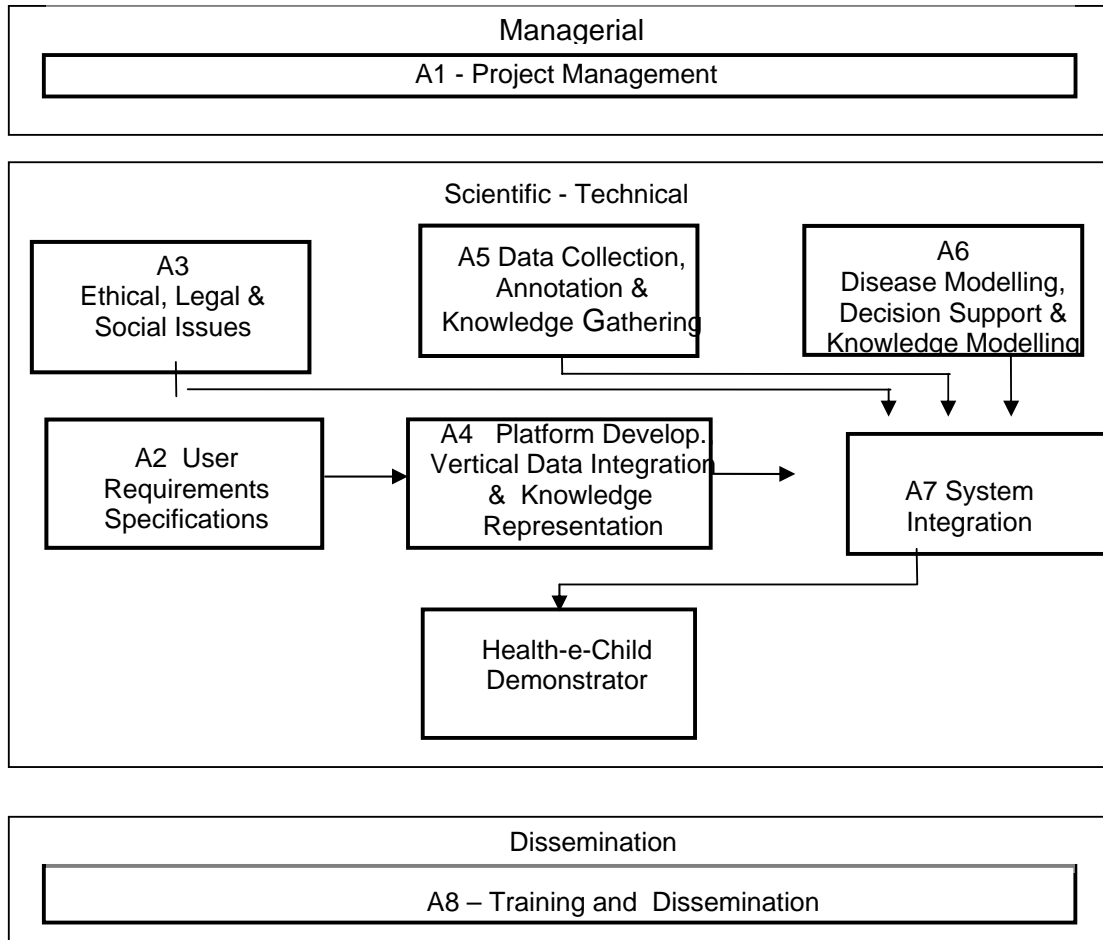 Managerial
A1 - Project Management
Scientific - Technical
A3
Ethical, Legal &
Social Issues
A5 Data Collection,
Annotation &
Knowledge Gathering
A6
Disease Modelling,
Decision Support &
Knowledge Modelling
A2 User
Requirements
Specifications
A4 Platform Develop.
Vertical Data Integration
& Knowledge
Representation
A7 System
Integration
Health-e-Child
Demonstrator
Dissemination
A8 – Training and Dissemination